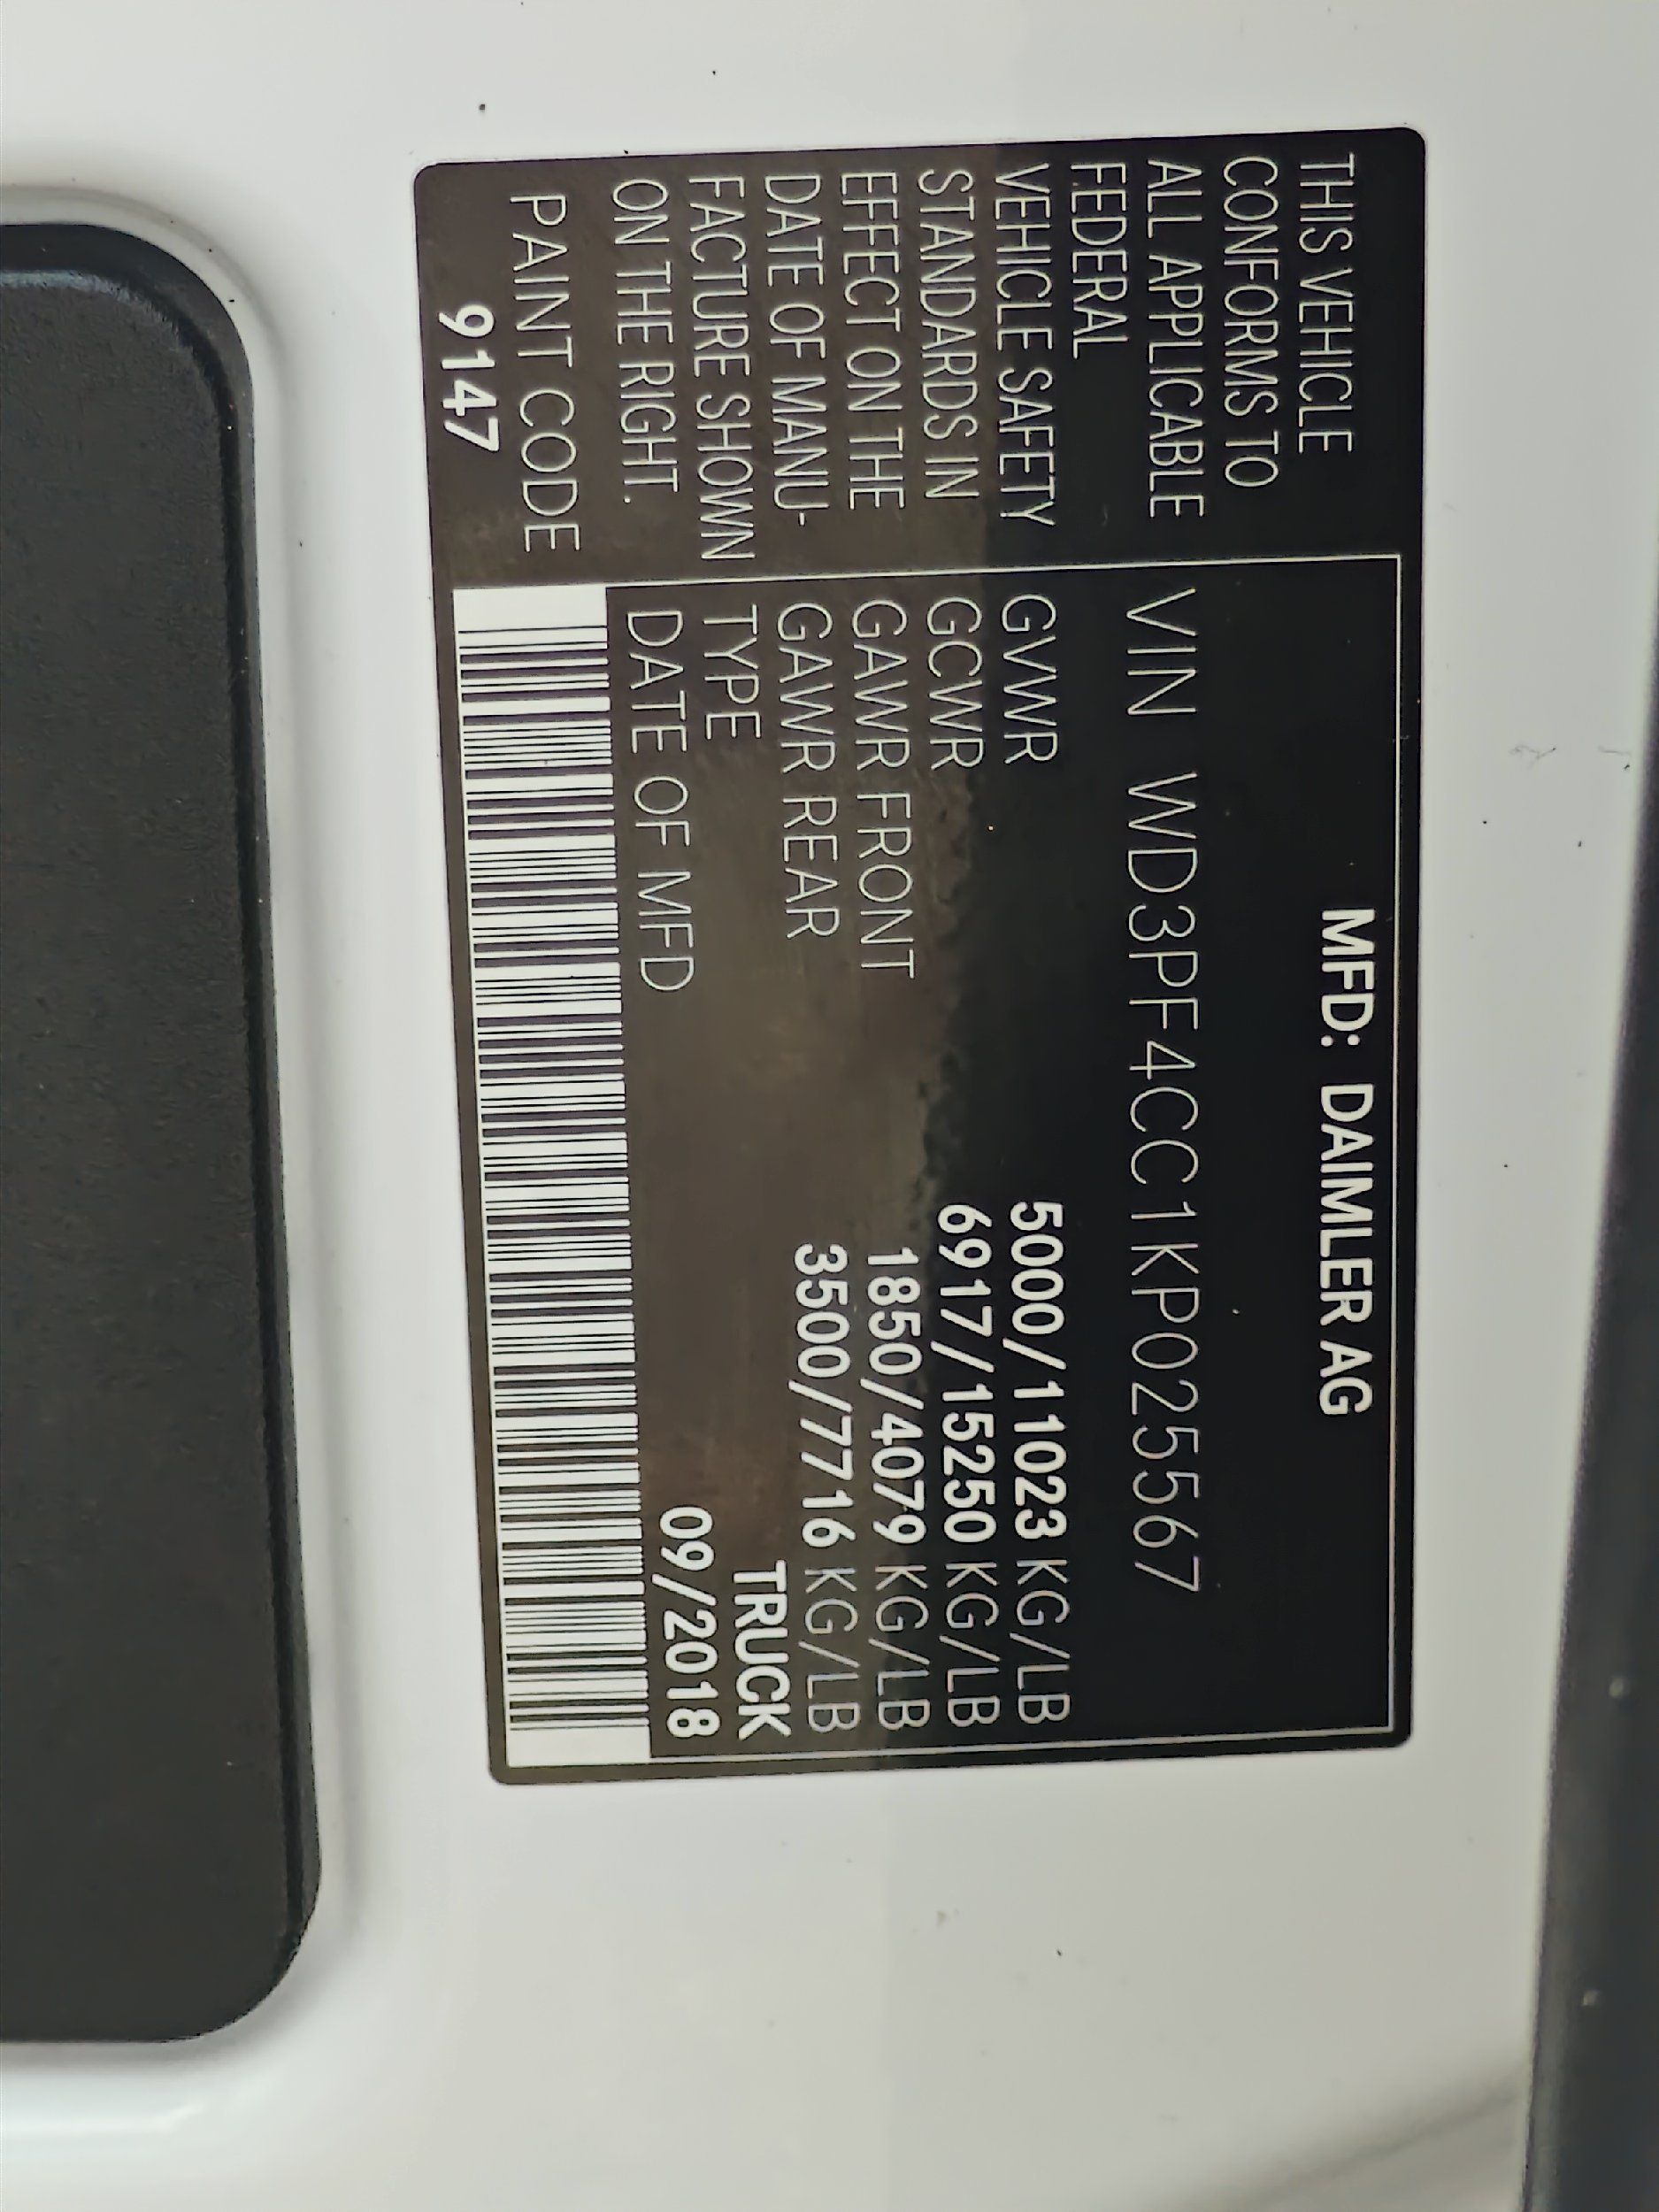 THIS VEHICLE
CONFORMS TO
ALL APPLICABLE
FEDERAL
VEHICLE SAFETY
STANDARDS IN
EFFECT ON THE
DATE OF MANU-
FACTURE SHOWN
ON THE RIGHT.
PAINT CODE
9147
MFD: DAIMLER AG
VIN WD3PF4CC1KP025567
GVWR 5000/11023 KG/LB
GCWR 6917/15250 KG/LB
GAWR FRONT 1850/4079 KG/LB
GAWR REAR 3500/7716 KG/LB
TYPE TRUCK
DATE OF MFD 09/2018